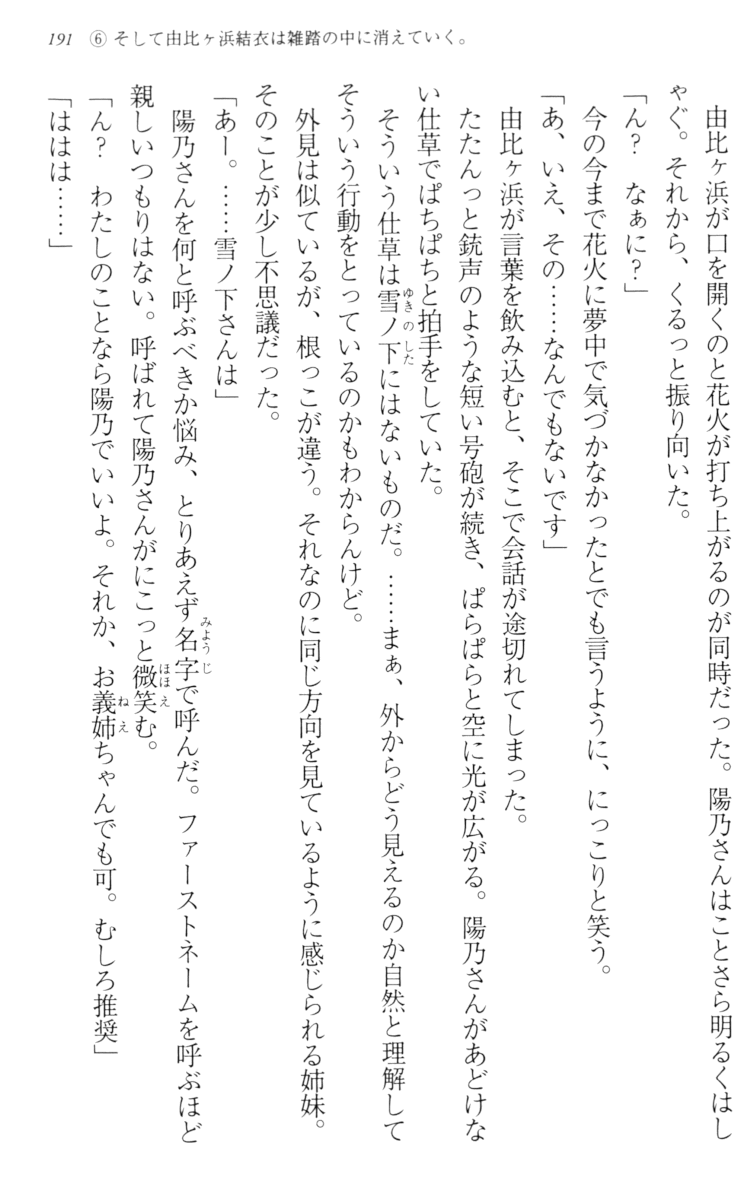 191　⑥ そして由比ヶ浜結衣は雑踏の中に消えていく。
　由比ヶ浜が口を開くのと花火が打ち上がるのが同時だった。陽乃さんはことさら明るくはし
ゃぐ。それから、くるっと振り向いた。
「ん？　なぁに？」
　今の今まで花火に夢中で気づかなかったとでも言うように、にっこりと笑う。
「あ、いえ、その……なんでもないです」
　由比ヶ浜が言葉を飲み込むと、そこで会話が途切れてしまった。
　たたんっと銃声のような短い号砲が続き、ぱらぱらと空に光が広がる。陽乃さんがあどけな
い仕草でぱちぱちと拍手をしていた。
　そういう仕草は雪ノ下にはないものだ。……まぁ、外からどう見えるのか自然と理解して
そういう行動をとっているのかもわからんけど。
　外見は似ているが、根っこが違う。それなのに同じ方向を見ているように感じられる姉妹。
そのことが少し不思議だった。
「あー。……雪ノ下さんは」
　陽乃さんを何と呼ぶべきか悩み、とりあえず名字で呼んだ。ファーストネームを呼ぶほど
親しいつもりはない。呼ばれて陽乃さんがにこっと微笑む。
「ん？　わたしのことなら陽乃でいいよ。それか、お義姉ちゃんでも可。むしろ推奨」
「ははは……」